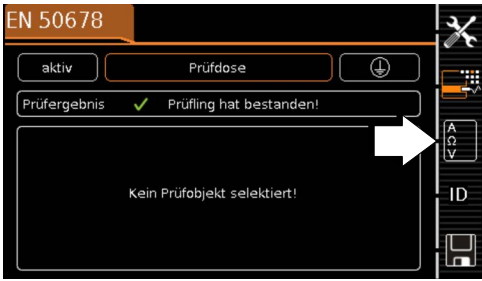 EN 50678
aktiv
Prüfdose
Prüfergebnis ✓ Prüfling hat bestanden!
A
Ω
V
Kein Prüfobjekt selektiert!
ID